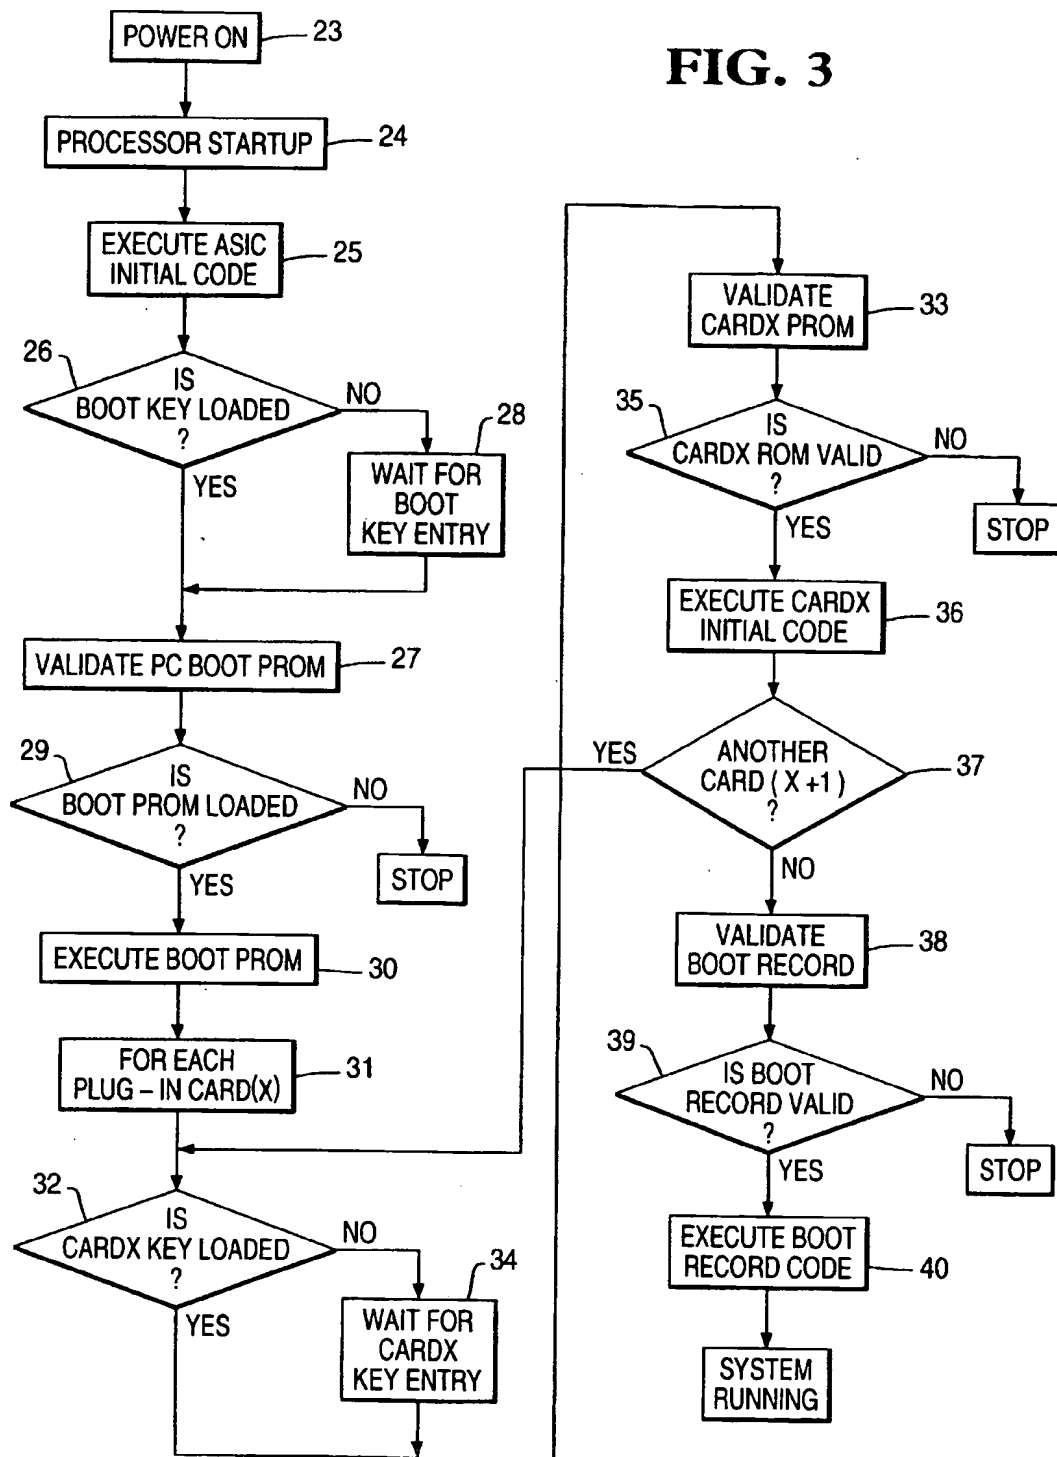 FIG. 3
POWER ON
23
PROCESSOR STARTUP
24
EXECUTE ASIC
INITIAL CODE
25
26
IS
BOOT KEY LOADED
?
NO
YES
28
WAIT FOR
BOOT
KEY ENTRY
VALIDATE PC BOOT PROM
27
29
IS
BOOT PROM LOADED
?
NO
STOP
YES
EXECUTE BOOT PROM
30
FOR EACH
PLUG – IN CARD(X)
31
32
IS
CARDX KEY LOADED
?
NO
YES
34
WAIT FOR
CARDX
KEY ENTRY
VALIDATE
CARDX PROM
33
35
IS
CARDX ROM VALID
?
NO
STOP
YES
EXECUTE CARDX
INITIAL CODE
36
YES
ANOTHER
CARD ( X +1 )
?
37
NO
VALIDATE
BOOT RECORD
38
39
IS BOOT
RECORD VALID
?
NO
STOP
YES
EXECUTE BOOT
RECORD CODE
40
SYSTEM
RUNNING